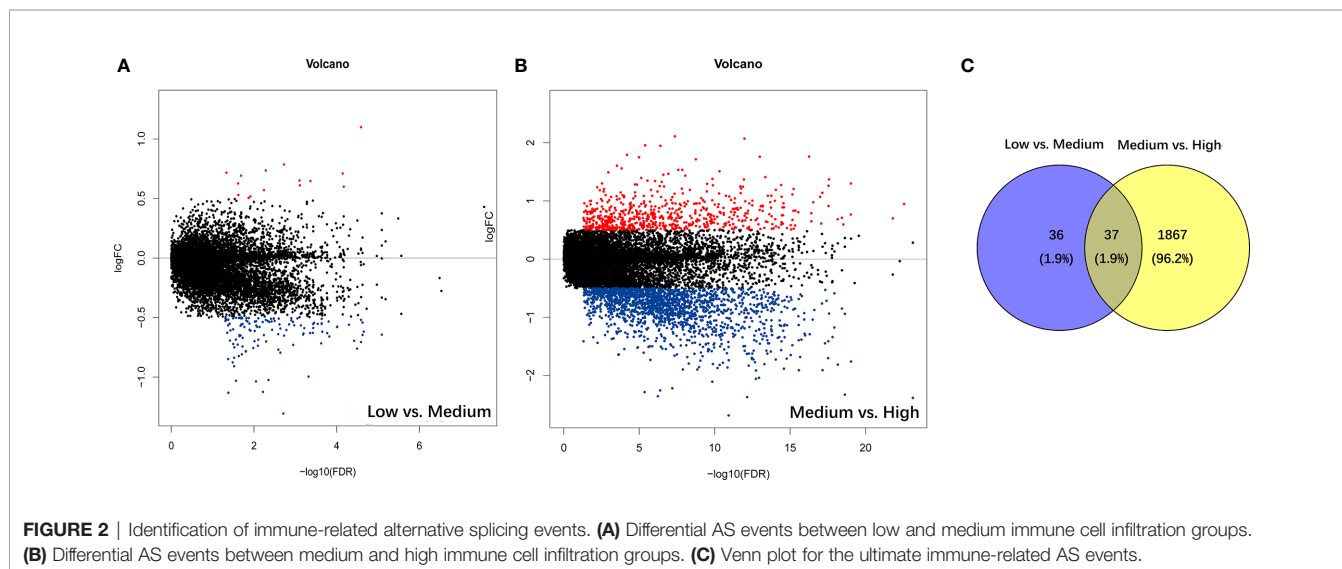 A
Volcano
logFC
1.0
0.5
0.0
−0.5
−1.0
0
2
4
6
−log10(FDR)
Low vs. Medium
B
Volcano
logFC
2
1
0
−1
−2
0
5
10
15
20
−log10(FDR)
Medium vs. High
C
Low vs. Medium
Medium vs. High
36
(1.9%)
37
(1.9%)
1867
(96.2%)
FIGURE 2 | Identification of immune-related alternative splicing events. (A) Differential AS events between low and medium immune cell infiltration groups.
(B) Differential AS events between medium and high immune cell infiltration groups. (C) Venn plot for the ultimate immune-related AS events.